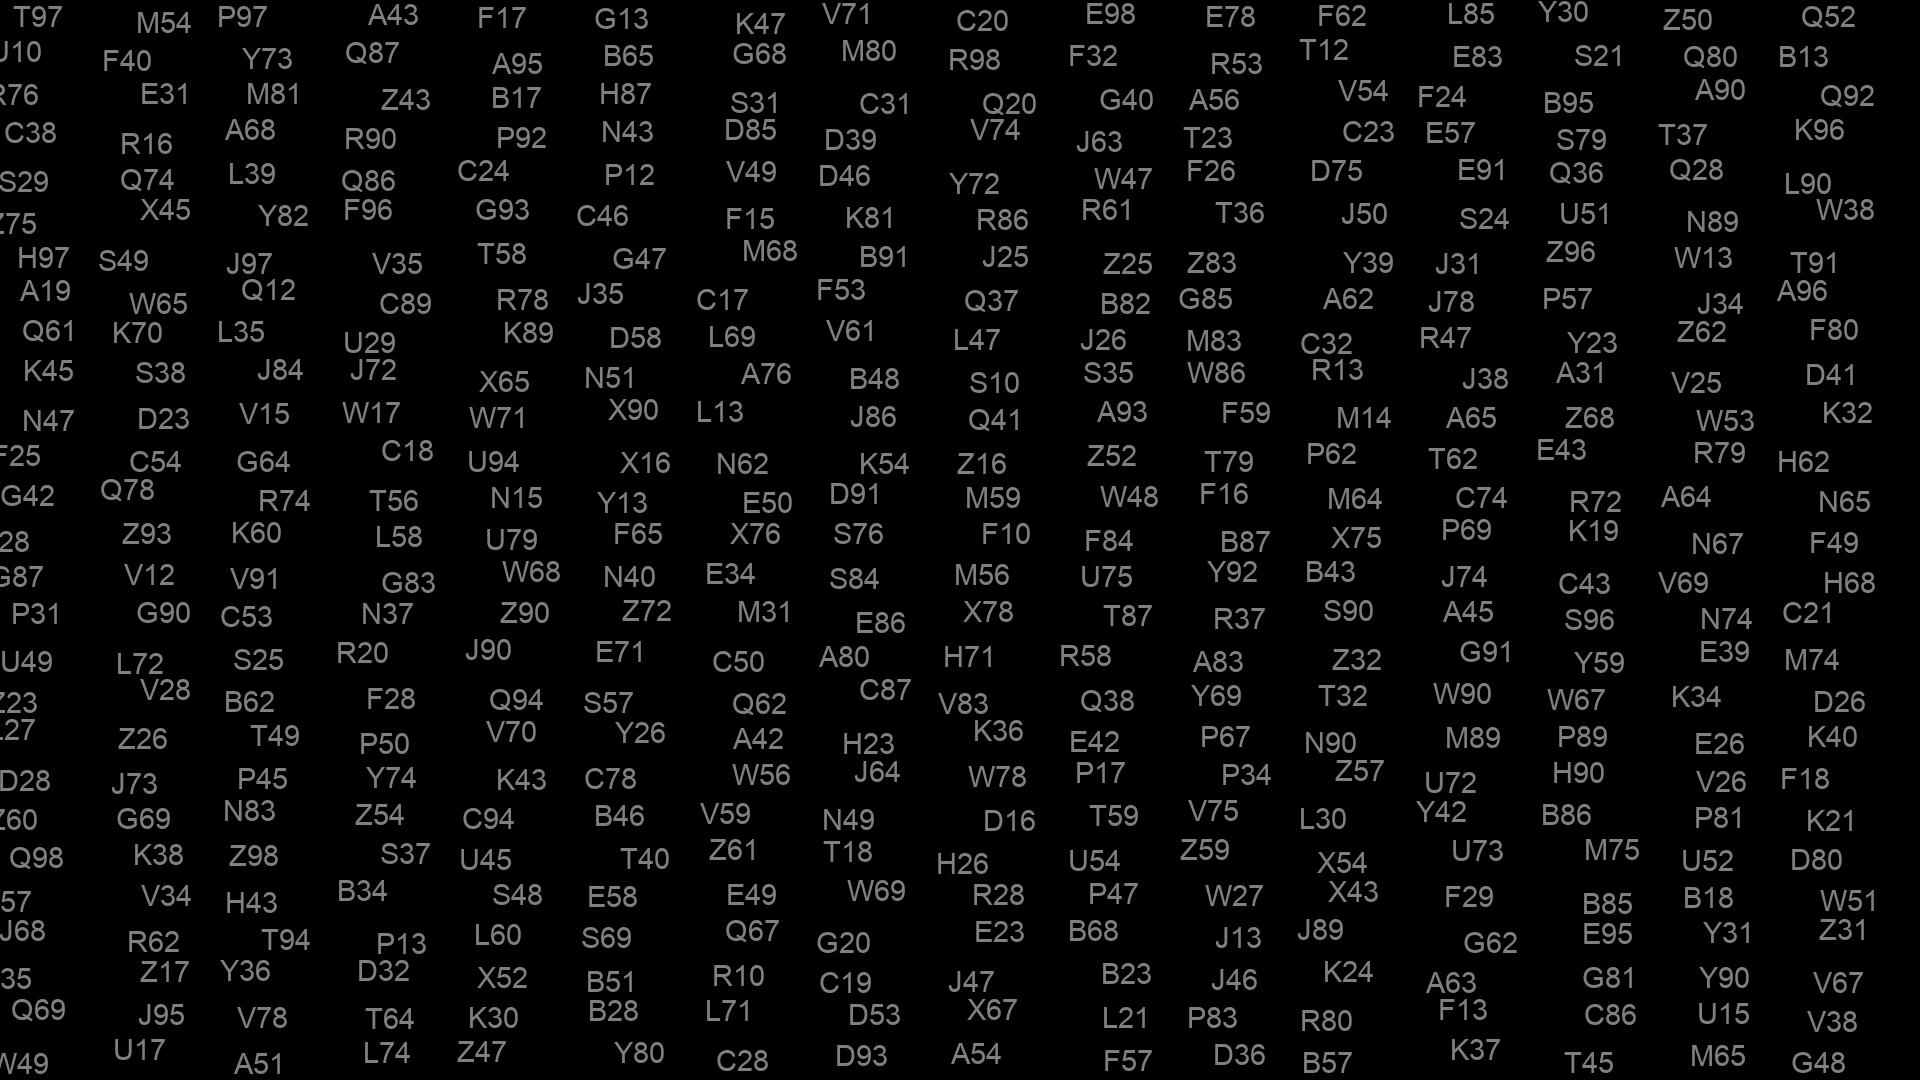 T97 M54 P97 A43 F17 G13 K47 V71 C20 E98 E78 F62 L85 Y30 Z50 Q52
U10 F40 Y73 Q87 A95 B65 G68 M80 R98 F32 R53 T12 E83 S21 Q80 B13
R76 E31 M81 Z43 B17 H87 S31 C31 Q20 G40 A56 V54 F24 B95 A90 Q92
C38 R16 A68 R90 P92 N43 D85 D39 V74 J63 T23 C23 E57 S79 T37 K96
S29 Q74 L39 Q86 C24 P12 V49 D46 Y72 W47 F26 D75 E91 Q36 Q28 L90
Z75 X45 Y82 F96 G93 C46 F15 K81 R86 R61 T36 J50 S24 U51 N89 W38
H97 S49 J97 V35 T58 G47 M68 B91 J25 Z25 Z83 Y39 J31 Z96 W13 T91
A19 W65 Q12 C89 R78 J35 C17 F53 Q37 B82 G85 A62 J78 P57 J34 A96
Q61 K70 L35 U29 K89 D58 L69 V61 L47 J26 M83 C32 R47 Y23 Z62 F80
K45 S38 J84 J72 X65 N51 A76 B48 S10 S35 W86 R13 J38 A31 V25 D41
N47 D23 V15 W17 W71 X90 L13 J86 Q41 A93 F59 M14 A65 Z68 W53 K32
F25 C54 G64 C18 U94 X16 N62 K54 Z16 Z52 T79 P62 T62 E43 R79 H62
G42 Q78 R74 T56 N15 Y13 E50 D91 M59 W48 F16 M64 C74 R72 A64 N65
28 Z93 K60 L58 U79 F65 X76 S76 F10 F84 B87 X75 P69 K19 N67 F49
G87 V12 V91 G83 W68 N40 E34 S84 M56 U75 Y92 B43 J74 C43 V69 H68
P31 G90 C53 N37 Z90 Z72 M31 E86 X78 T87 R37 S90 A45 S96 N74 C21
U49 L72 S25 R20 J90 E71 C50 A80 H71 R58 A83 Z32 G91 Y59 E39 M74
Z23 V28 B62 F28 Q94 S57 Q62 C87 V83 Q38 Y69 T32 W90 W67 K34 D26
L27 Z26 T49 P50 V70 Y26 A42 H23 K36 E42 P67 N90 M89 P89 E26 K40
D28 J73 P45 Y74 K43 C78 W56 J64 W78 P17 P34 Z57 U72 H90 V26 F18
Z60 G69 N83 Z54 C94 B46 V59 N49 D16 T59 V75 L30 Y42 B86 P81 K21
Q98 K38 Z98 S37 U45 T40 Z61 T18 H26 U54 Z59 X54 U73 M75 U52 D80
57 V34 H43 B34 S48 E58 E49 W69 R28 P47 W27 X43 F29 B85 B18 W51
J68 R62 T94 P13 L60 S69 Q67 G20 E23 B68 J13 J89 G62 E95 Y31 Z31
35 Z17 Y36 D32 X52 B51 R10 C19 J47 B23 J46 K24 A63 G81 Y90 V67
Q69 J95 V78 T64 K30 B28 L71 D53 X67 L21 P83 R80 F13 C86 U15 V38
W49 U17 A51 L74 Z47 Y80 C28 D93 A54 F57 D36 B57 K37 T45 M65 G48